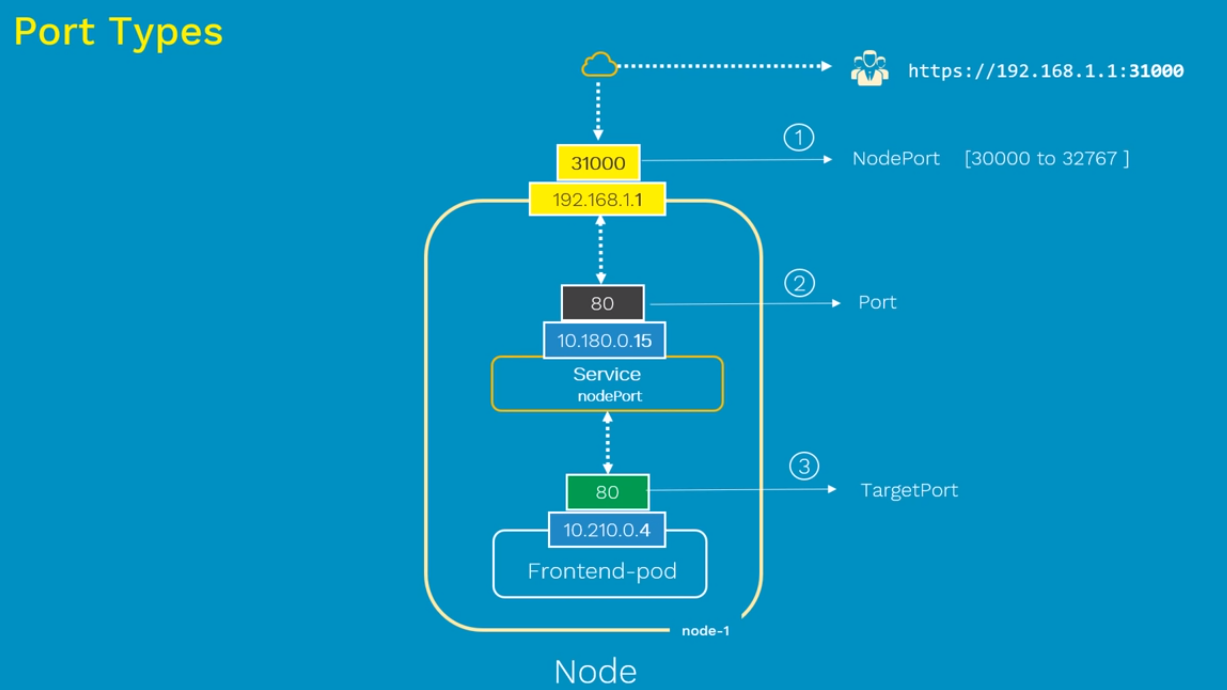 Port Types
https://192.168.1.1:31000
1
31000
NodePort [30000 to 32767 ]
192.168.1.1
2
80
Port
10.180.0.15
Service
nodePort
3
80
TargetPort
10.210.0.4
Frontend-pod
node-1
Node